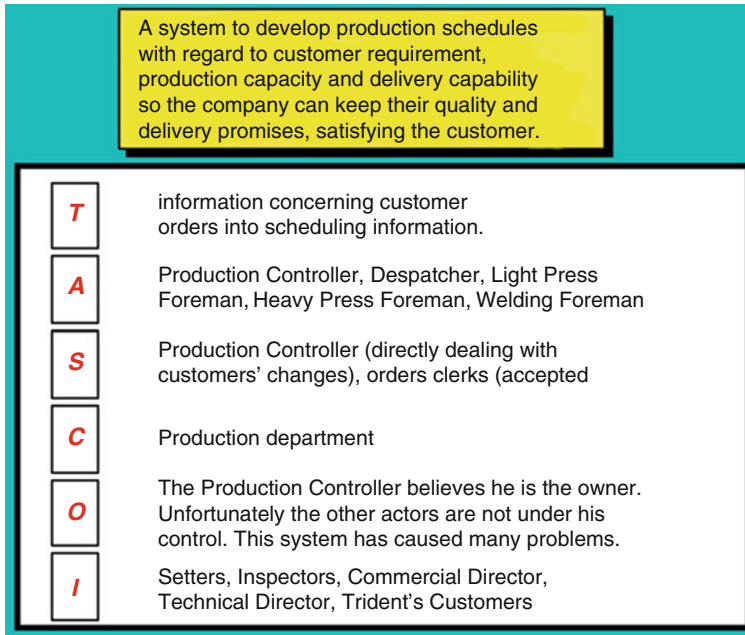 A system to develop production schedules
with regard to customer requirement,
production capacity and delivery capability
so the company can keep their quality and
delivery promises, satisfying the customer.
T
information concerning customer
orders into scheduling information.
A
Production Controller, Despatcher, Light Press
Foreman, Heavy Press Foreman, Welding Foreman
S
Production Controller (directly dealing with
customers' changes), orders clerks (accepted
C
Production department
O
The Production Controller believes he is the owner.
Unfortunately the other actors are not under his
control. This system has caused many problems.
I
Setters, Inspectors, Commercial Director,
Technical Director, Trident's Customers